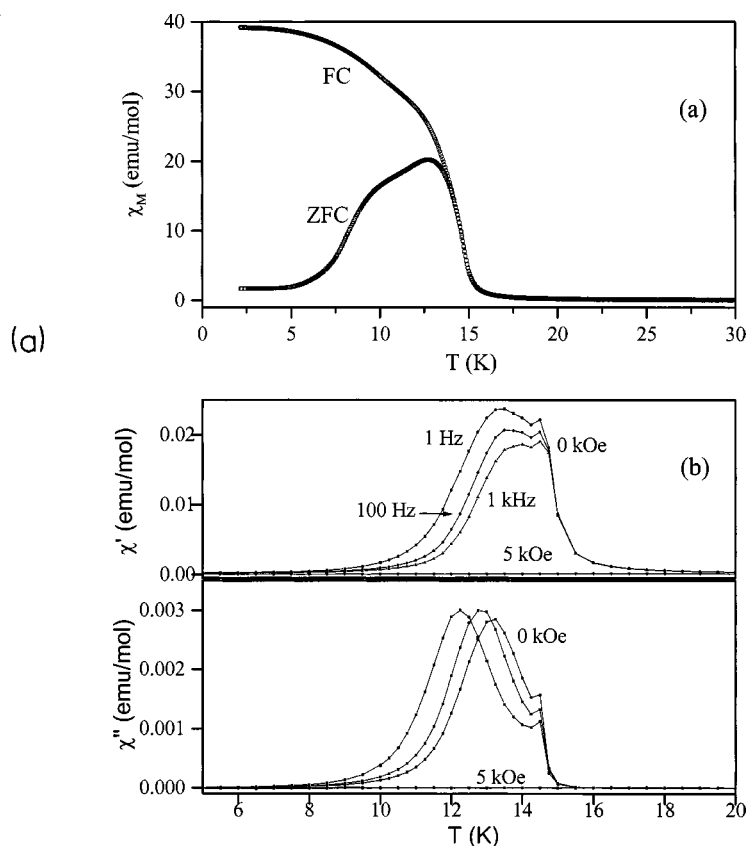 40
30
20
10
0
χM (emu/mol)
FC
ZFC
(a)
0 5 10 15 20 25 30
T (K)
(a)
0.02
0.01
0.00
χ' (emu/mol)
1 Hz
0 kOe
100 Hz
1 kHz
(b)
5 kOe
0.003
0.002
0.001
0.000
χ" (emu/mol)
0 kOe
5 kOe
6 8 10 12 14 16 18 20
T (K)